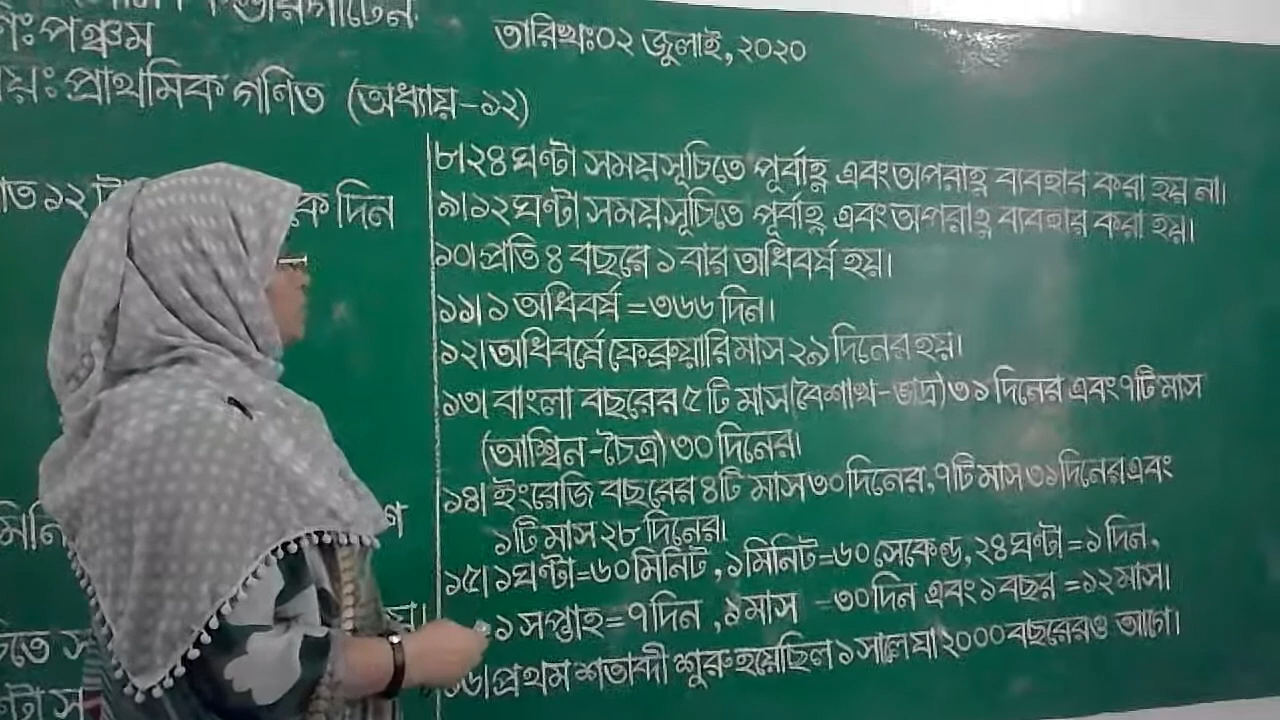 কিন্ডারগার্টেন
পঞ্চম
তারিখঃ০২ জুলাই, ২০২০
প্রাথমিক গণিত (অধ্যায়-১২)
৮। ২৪ ঘণ্টা সময়সূচিতে পূর্বাহ্ণ এবং অপরাহ্ণ ব্যবহার করা হয় না।
১২
দিন
৯। ১২ ঘণ্টা সময়সূচিতে পূর্বাহ্ণ এবং অপরাহ্ণ ব্যবহার করা হয়।
১০। প্রতি ৪ বছরে ১ বার অধিবর্ষ হয়।
১১। ১ অধিবর্ষ = ৩৬৬ দিন।
১২। অধিবর্ষে ফেব্রুয়ারি মাস ২৯ দিনের হয়।
১৩। বাংলা বছরের ৫ টি মাস (বৈশাখ-ভাদ্র) ৩১ দিনের এবং ৭টি মাস
(আশ্বিন-চৈত্র) ৩০ দিনের।
১৪। ইংরেজি বছরের ৪টি মাস ৩০ দিনের, ৭টি মাস ৩১ দিনের এবং
১টি মাস ২৮ দিনের।
১৫। ১ ঘণ্টা = ৬০ মিনিট, ১ মিনিট = ৬০ সেকেন্ড, ২৪ ঘণ্টা = ১ দিন,
১ সপ্তাহ = ৭ দিন, ১ মাস = ৩০ দিন এবং ১ বছর = ১২ মাস।
১৬। প্রথম শতাব্দী শুরু হয়েছিল ১ সালে যা ২০০০ বছরেরও আগে।